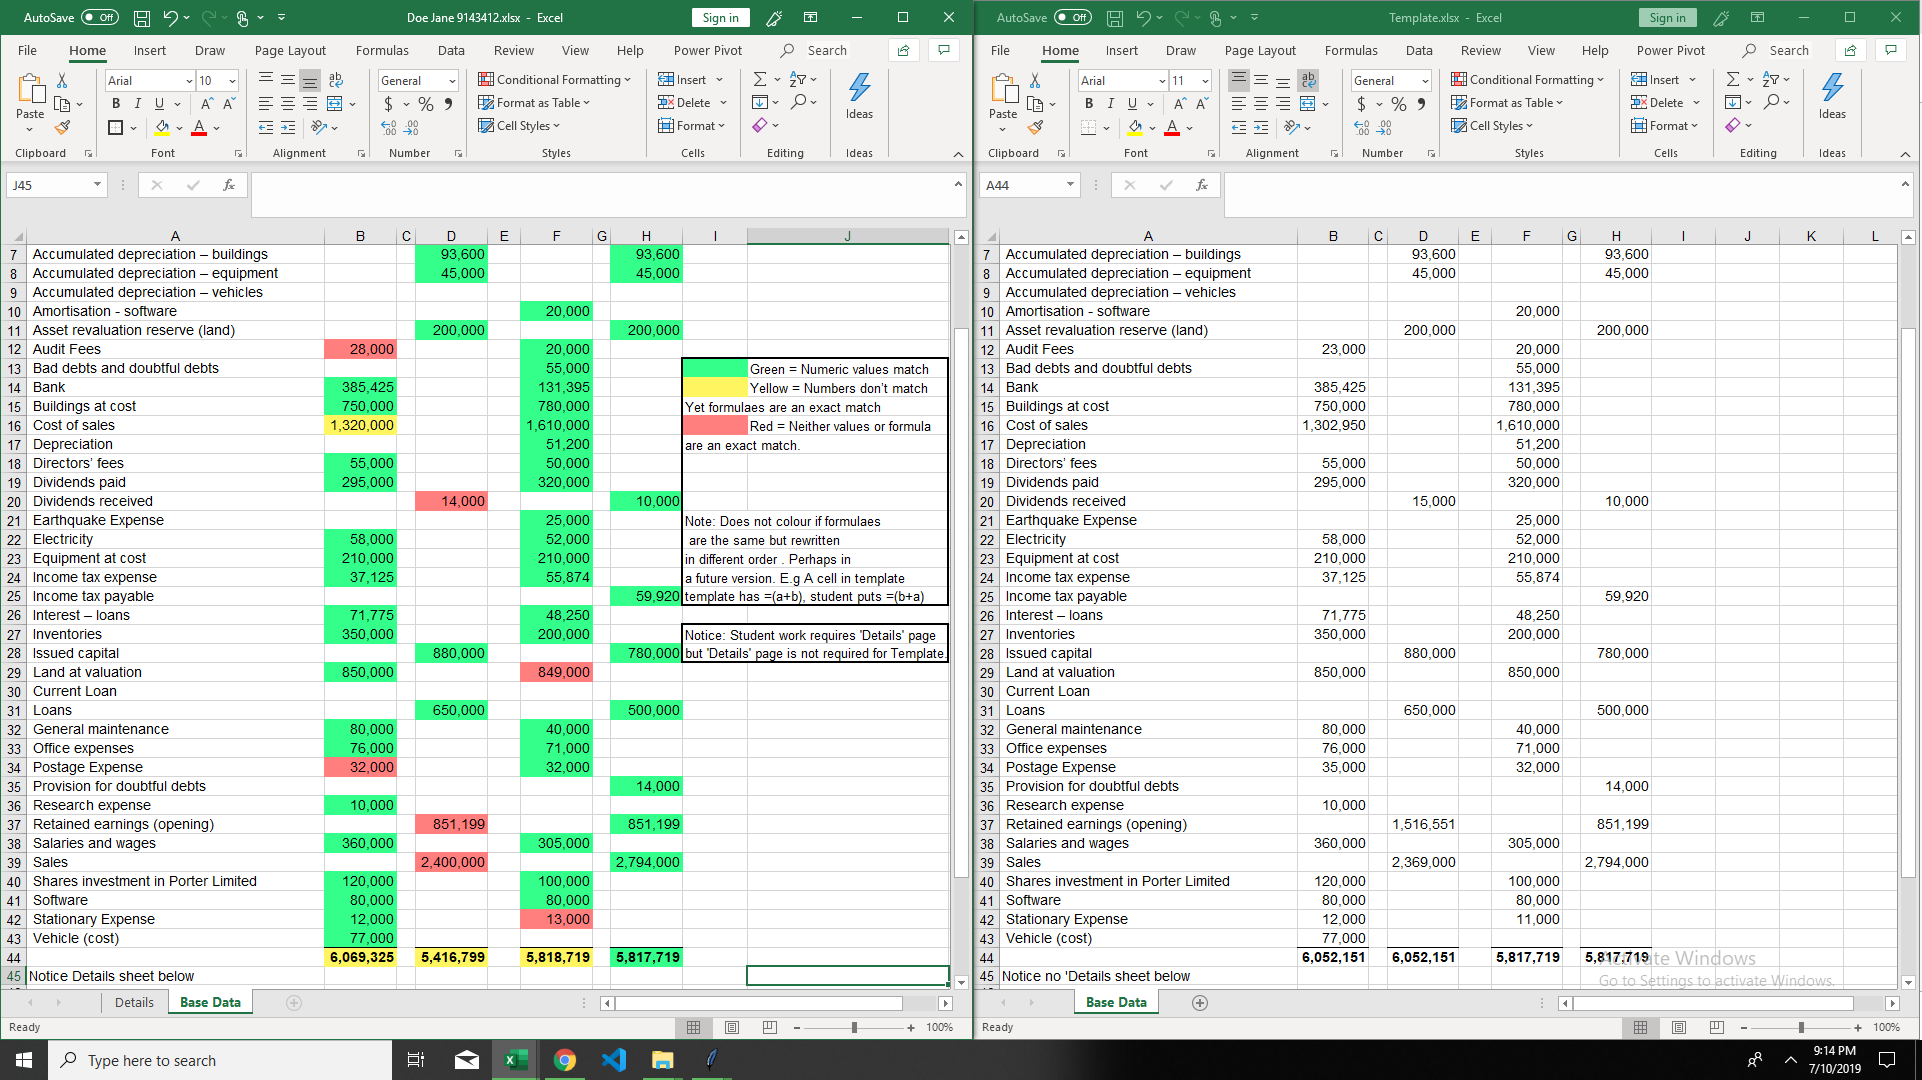 AutoSave Off Doe Jane 9143412.xlsx - Excel Sign in
File Home Insert Draw Page Layout Formulas Data Review View Help Power Pivot Search
Paste
Arial 10
B I U
General
$ %
Conditional Formatting
Format as Table
Cell Styles
Insert
Delete
Format
Ideas
Clipboard Font Alignment Number Styles Cells Editing Ideas
J45 fx
A B C D E F G H I J
7 Accumulated depreciation – buildings 93,600 93,600
8 Accumulated depreciation – equipment 45,000 45,000
9 Accumulated depreciation – vehicles
10 Amortisation - software 20,000
11 Asset revaluation reserve (land) 200,000 200,000
12 Audit Fees 28,000 20,000
13 Bad debts and doubtful debts 55,000 Green = Numeric values match
14 Bank 385,425 131,395 Yellow = Numbers don't match
15 Buildings at cost 750,000 780,000 Yet formulaes are an exact match
16 Cost of sales 1,320,000 1,610,000 Red = Neither values or formula
17 Depreciation 51,200 are an exact match.
18 Directors' fees 55,000 50,000
19 Dividends paid 295,000 320,000
20 Dividends received 14,000 10,000
21 Earthquake Expense 25,000 Note: Does not colour if formulaes
22 Electricity 58,000 52,000 are the same but rewritten
23 Equipment at cost 210,000 210,000 in different order . Perhaps in
24 Income tax expense 37,125 55,874 a future version. E.g A cell in template
25 Income tax payable 59,920 template has =(a+b), student puts =(b+a)
26 Interest – loans 71,775 48,250
27 Inventories 350,000 200,000 Notice: Student work requires 'Details' page
28 Issued capital 880,000 780,000 but 'Details' page is not required for Template.
29 Land at valuation 850,000 849,000
30 Current Loan
31 Loans 650,000 500,000
32 General maintenance 80,000 40,000
33 Office expenses 76,000 71,000
34 Postage Expense 32,000 32,000
35 Provision for doubtful debts 14,000
36 Research expense 10,000
37 Retained earnings (opening) 851,199 851,199
38 Salaries and wages 360,000 305,000
39 Sales 2,400,000 2,794,000
40 Shares investment in Porter Limited 120,000 100,000
41 Software 80,000 80,000
42 Stationary Expense 12,000 13,000
43 Vehicle (cost) 77,000
44 6,069,325 5,416,799 5,818,719 5,817,719
45 Notice Details sheet below
Details Base Data
Ready 100%
AutoSave Off Template.xlsx - Excel Sign in
File Home Insert Draw Page Layout Formulas Data Review View Help Power Pivot Search
Paste
Arial 11
B I U
General
$ %
Conditional Formatting
Format as Table
Cell Styles
Insert
Delete
Format
Ideas
Clipboard Font Alignment Number Styles Cells Editing Ideas
A44 fx
A B C D E F G H I J K L
7 Accumulated depreciation – buildings 93,600 93,600
8 Accumulated depreciation – equipment 45,000 45,000
9 Accumulated depreciation – vehicles
10 Amortisation - software 20,000
11 Asset revaluation reserve (land) 200,000 200,000
12 Audit Fees 23,000 20,000
13 Bad debts and doubtful debts 55,000
14 Bank 385,425 131,395
15 Buildings at cost 750,000 780,000
16 Cost of sales 1,302,950 1,610,000
17 Depreciation 51,200
18 Directors' fees 55,000 50,000
19 Dividends paid 295,000 320,000
20 Dividends received 15,000 10,000
21 Earthquake Expense 25,000
22 Electricity 58,000 52,000
23 Equipment at cost 210,000 210,000
24 Income tax expense 37,125 55,874
25 Income tax payable 59,920
26 Interest – loans 71,775 48,250
27 Inventories 350,000 200,000
28 Issued capital 880,000 780,000
29 Land at valuation 850,000 850,000
30 Current Loan
31 Loans 650,000 500,000
32 General maintenance 80,000 40,000
33 Office expenses 76,000 71,000
34 Postage Expense 35,000 32,000
35 Provision for doubtful debts 14,000
36 Research expense 10,000
37 Retained earnings (opening) 1,516,551 851,199
38 Salaries and wages 360,000 305,000
39 Sales 2,369,000 2,794,000
40 Shares investment in Porter Limited 120,000 100,000
41 Software 80,000 80,000
42 Stationary Expense 12,000 11,000
43 Vehicle (cost) 77,000
44 6,052,151 6,052,151 5,817,719 5,817,719
45 Notice no 'Details sheet below
Activate Windows
Go to Settings to activate Windows.
Base Data
Ready 100%
Type here to search
9:14 PM
7/10/2019